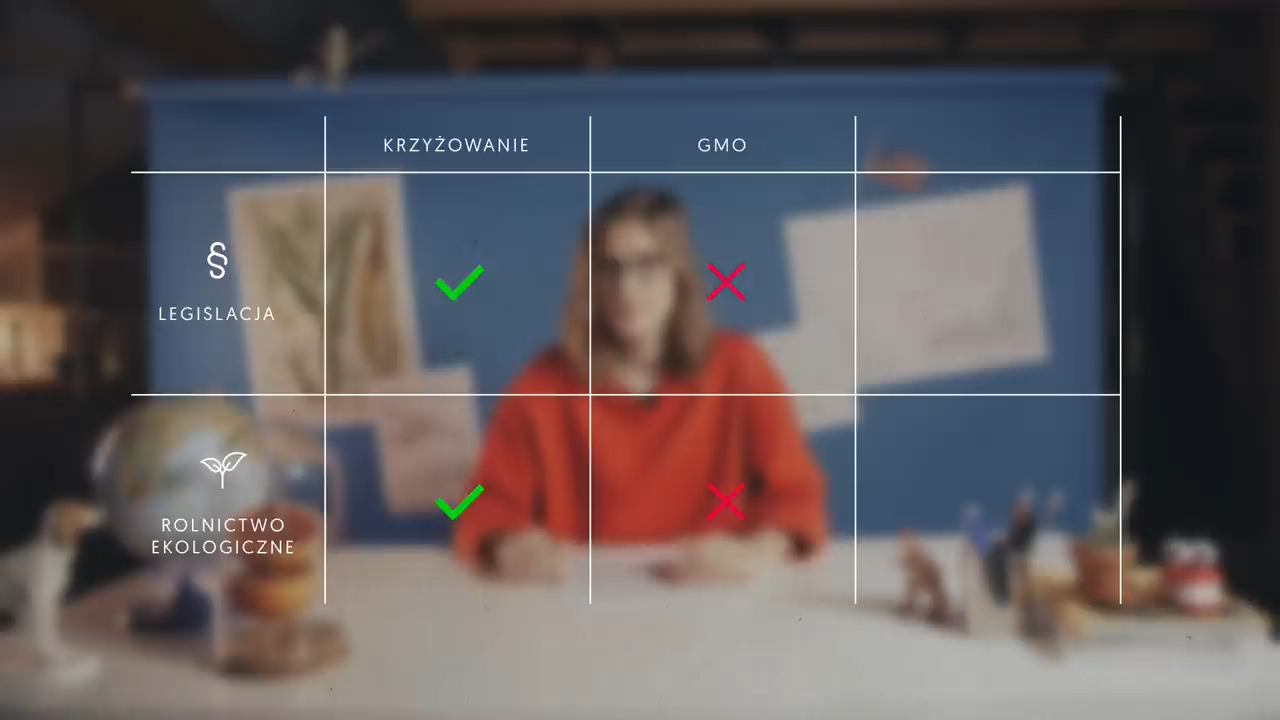 KRZYŻOWANIE
GMO
§
LEGISLACJA
ROLNICTWO
EKOLOGICZNE